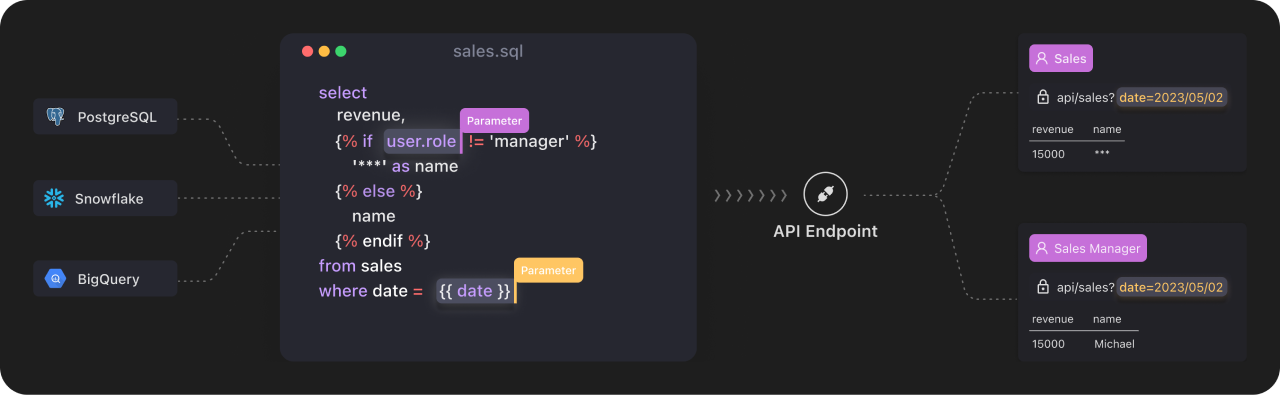 PostgreSQL
Snowflake
BigQuery
sales.sql
select
revenue,
Parameter
{% if user.role != 'manager' %}
'***' as name
{% else %}
name
{% endif %}
from sales
Parameter
where date = {{ date }}
API Endpoint
Sales
api/sales? date=2023/05/02
revenue name
15000 ***
Sales Manager
api/sales? date=2023/05/02
revenue name
15000 Michael